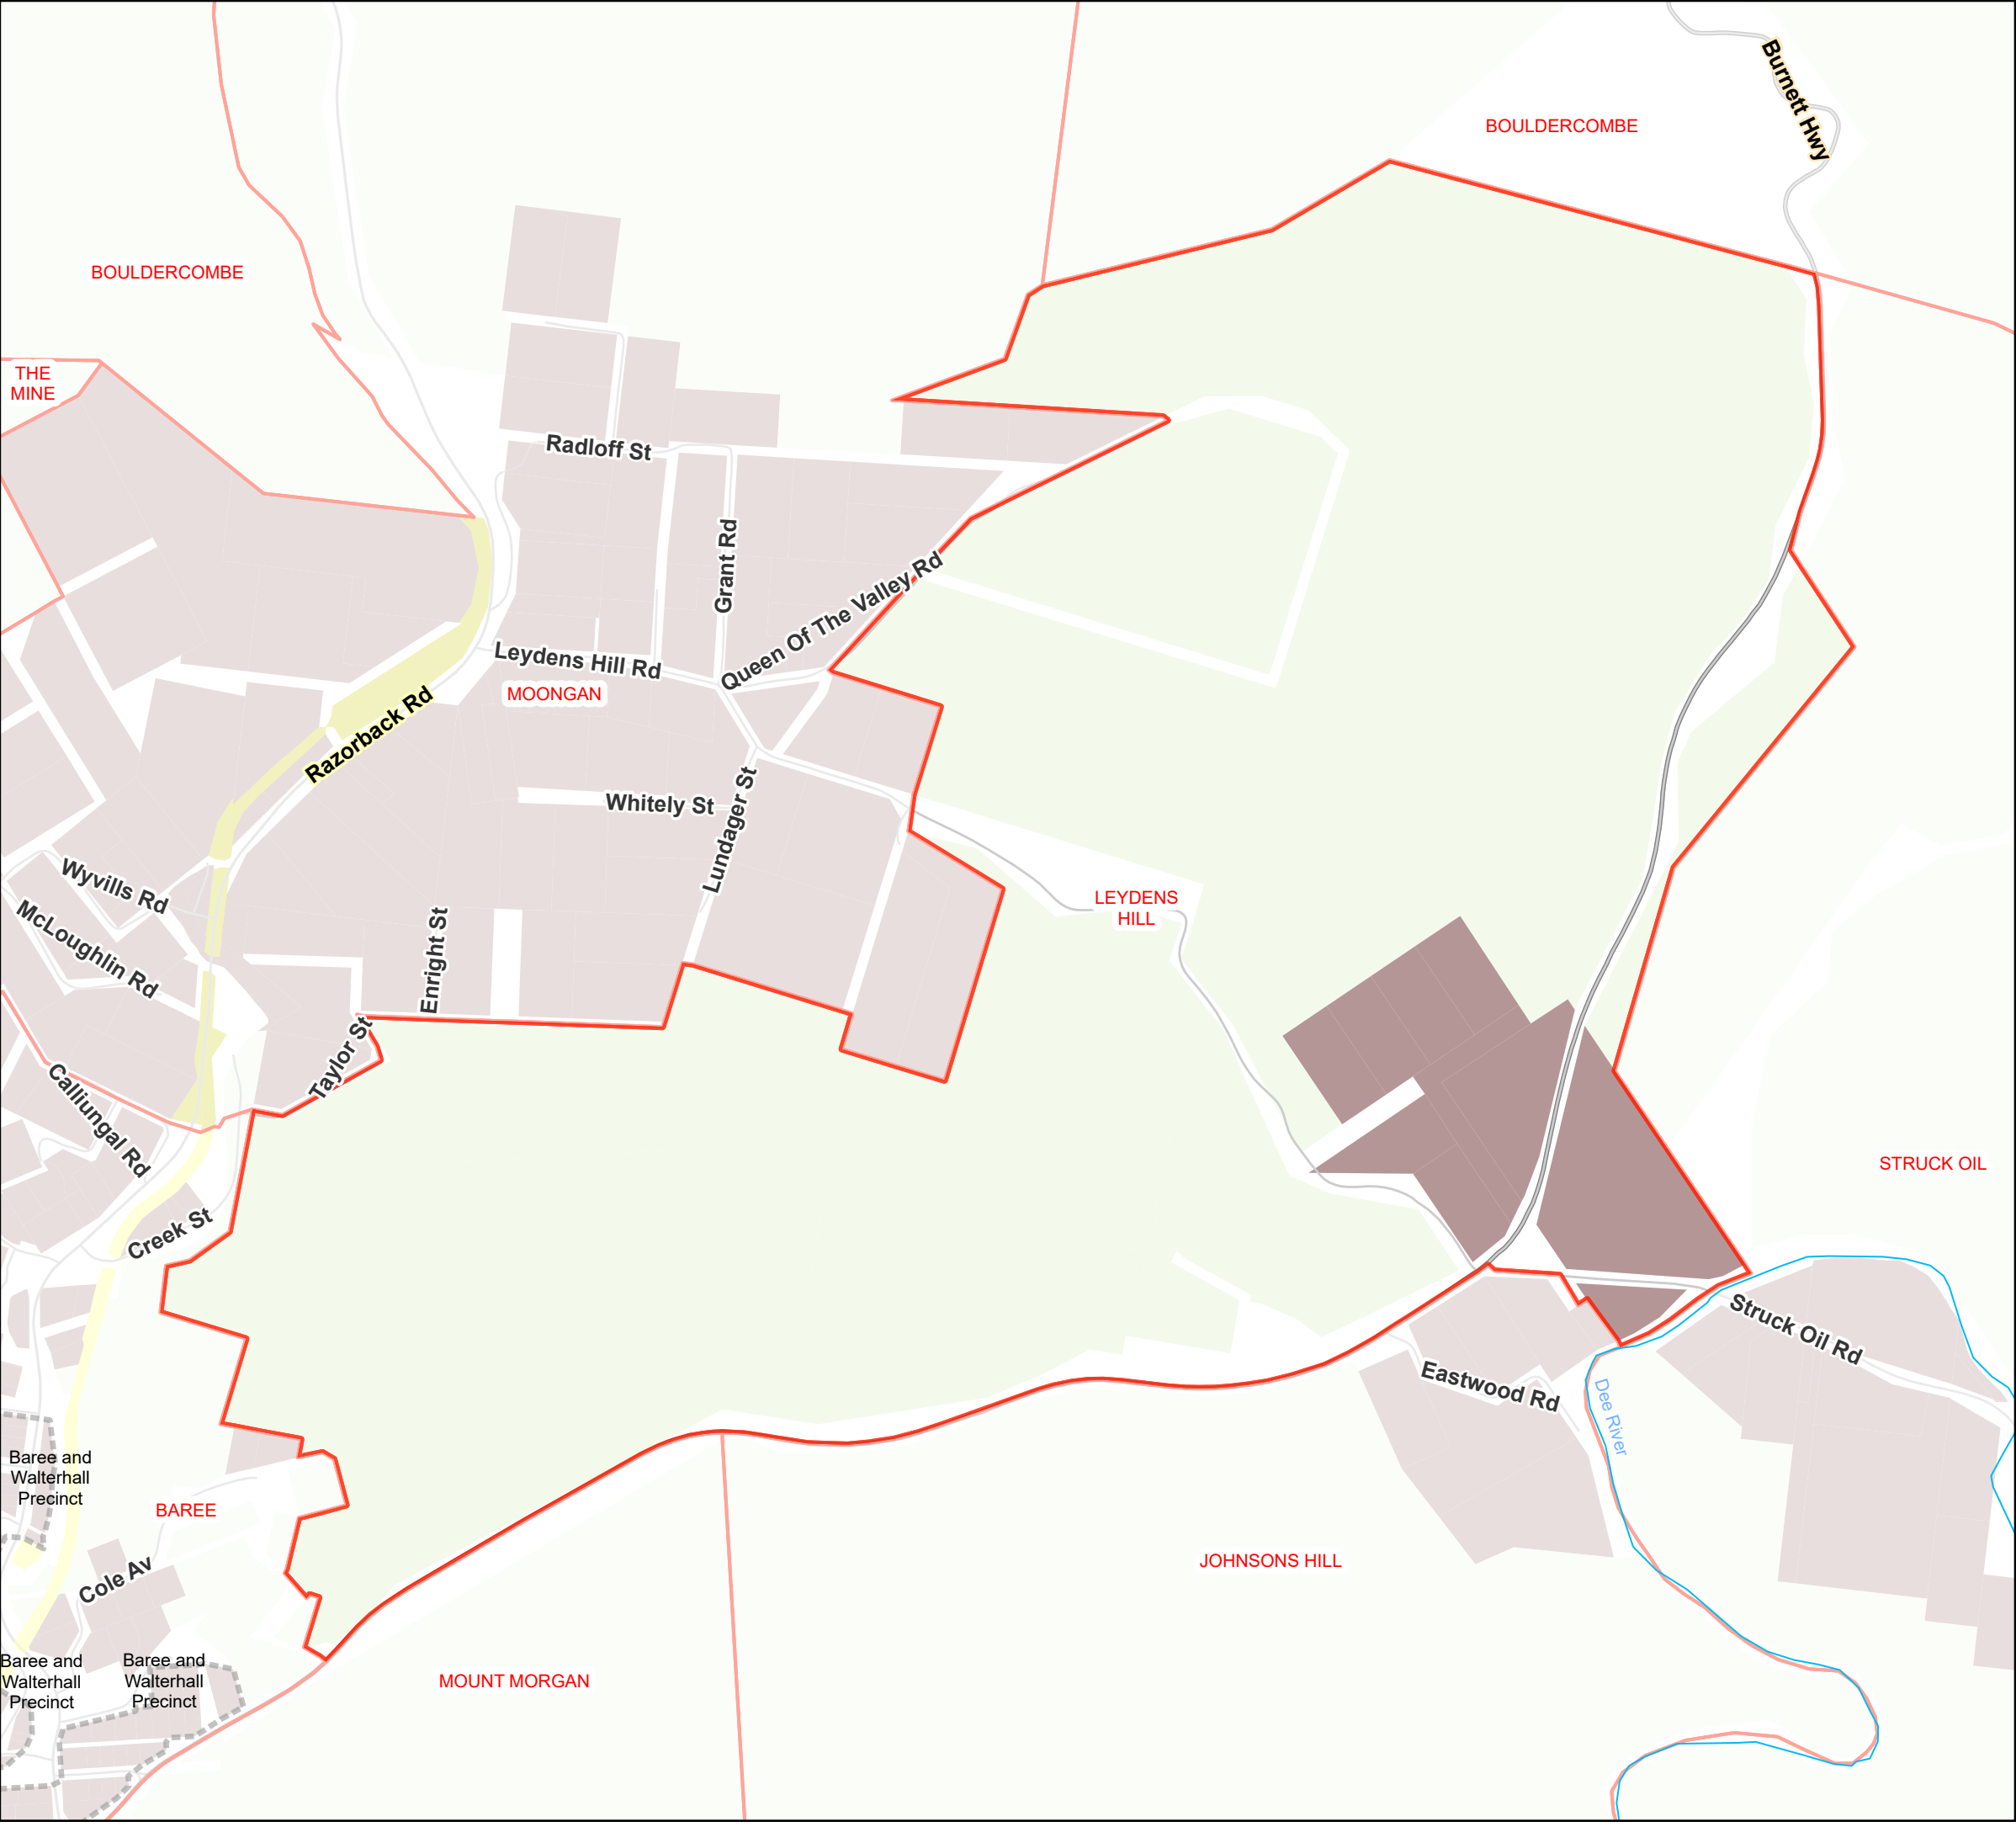 Burnett Hwy
BOULDERCOMBE
BOULDERCOMBE
THE
MINE
Radloff St
Grant Rd
Queen Of The Valley Rd
Leydens Hill Rd
MOONGAN
Razorback Rd
Whitely St
Lundager St
Wyvills Rd
McLoughlin Rd
Enright St
LEYDENS
HILL
Taylor St
Calliungal Rd
STRUCK OIL
Creek St
Struck Oil Rd
Eastwood Rd
Dee River
Baree and
Walterhall
Precinct
BAREE
JOHNSONS HILL
Cole Av
Baree and
Walterhall
Precinct
Baree and
Walterhall
Precinct
MOUNT MORGAN